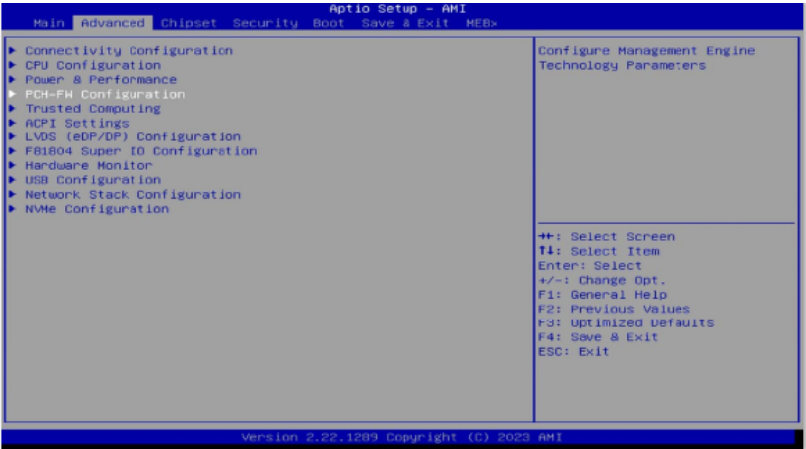 Aptio Setup - AMI
Main Advanced Chipset Security Boot Save & Exit MEBx
Connectivity Configuration
CPU Configuration
Power & Performance
PCH-FW Configuration
Trusted Computing
ACPI Settings
LVDS (eDP/DP) Configuration
F81804 Super IO Configuration
Hardware Monitor
USB Configuration
Network Stack Configuration
NVMe Configuration
Configure Management Engine
Technology Parameters
→←: Select Screen
↑↓: Select Item
Enter: Select
+/-: Change Opt.
F1: General Help
F2: Previous Values
F3: Optimized Defaults
F4: Save & Exit
ESC: Exit
Version 2.22.1289 Copyright (C) 2023 AMI